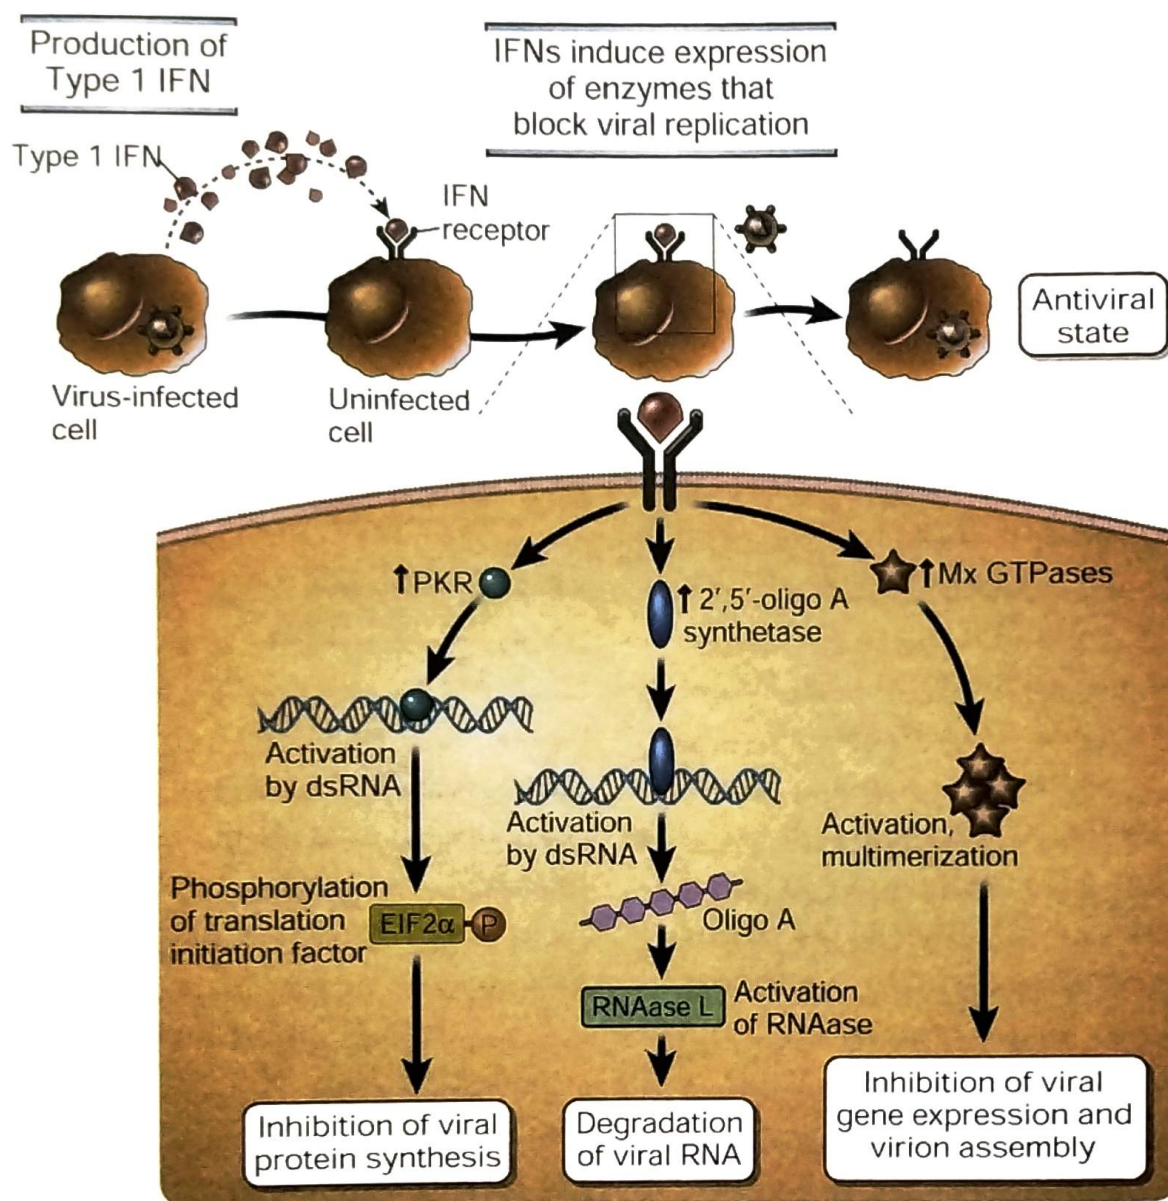 Production of
Type 1 IFN
IFNs induce expression
of enzymes that
block viral replication
Type 1 IFN
IFN
receptor
Virus-infected
cell
Uninfected
cell
Antiviral
state
↑PKR
↑2′,5′-oligo A
synthetase
↑Mx GTPases
Activation
by dsRNA
Activation
by dsRNA
Activation,
multimerization
Phosphorylation
of translation
initiation factor
EIF2α P
Oligo A
RNAase L
Activation
of RNAase
Inhibition of viral
protein synthesis
Degradation
of viral RNA
Inhibition of viral
gene expression and
virion assembly